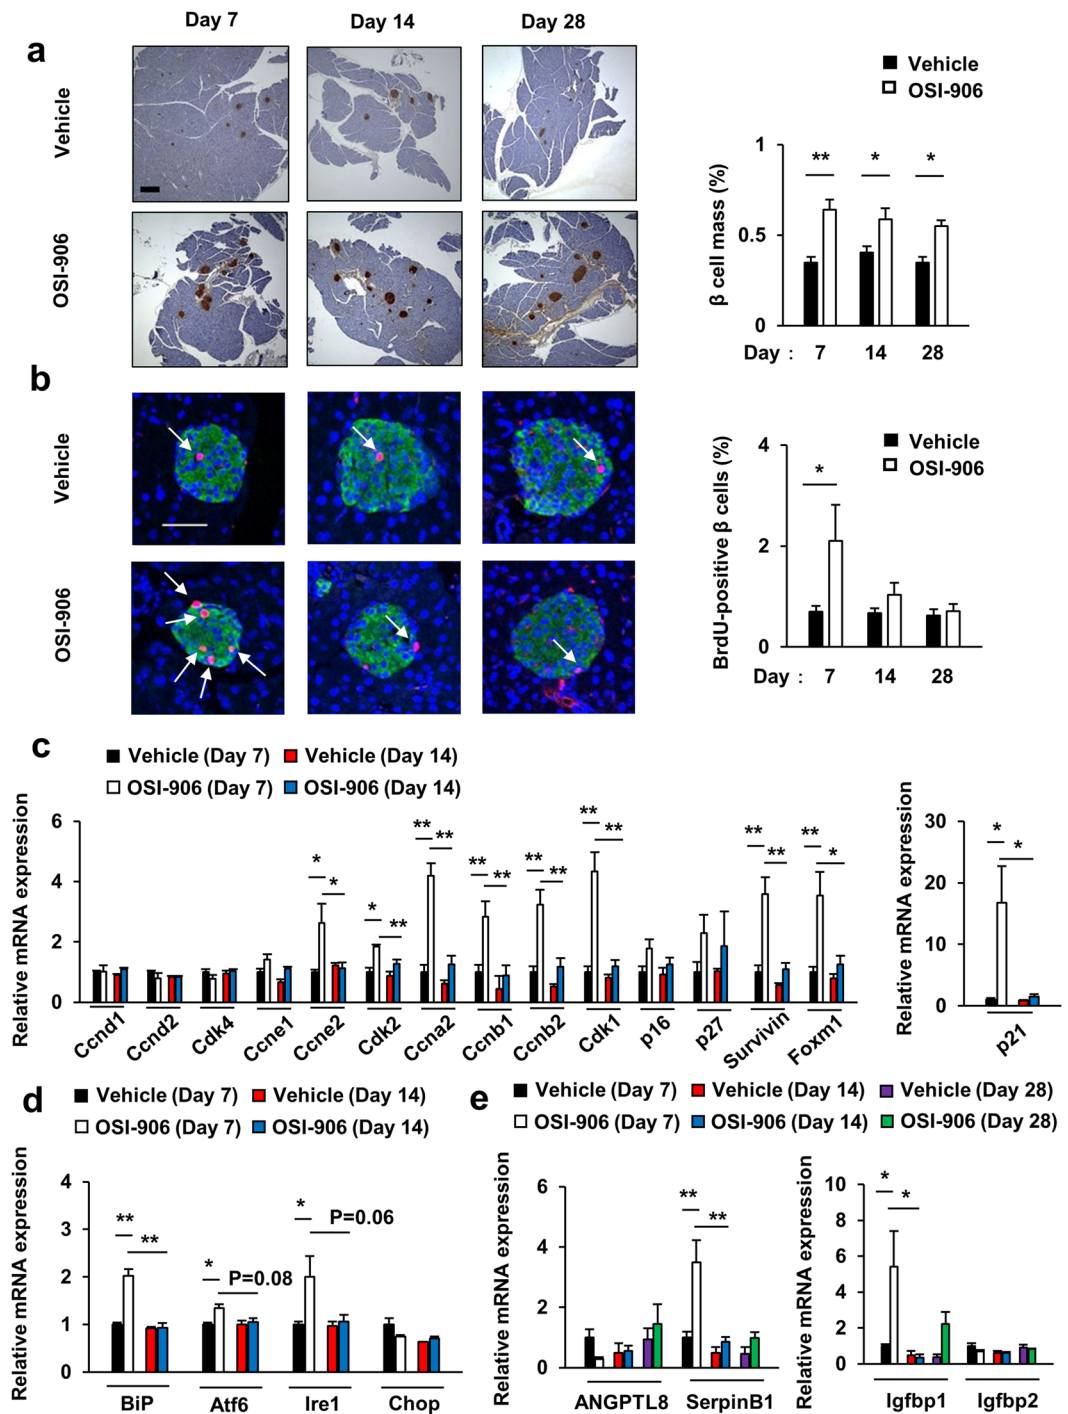 Day 7 Day 14 Day 28
a
Vehicle
OSI-906
Vehicle
OSI-906
β cell mass (%)
1
** * *
0.5
0
Day : 7 14 28
b
Vehicle
OSI-906
Vehicle
OSI-906
BrdU-positive β cells (%)
4
*
2
0
Day : 7 14 28
c
Vehicle (Day 7) Vehicle (Day 14)
OSI-906 (Day 7) OSI-906 (Day 14)
Relative mRNA expression
6
4
2
0
* * * ** ** ** ** ** ** ** ** ** ** ** ** *
Ccnd1 Ccnd2 Cdk4 Ccne1 Ccne2 Cdk2 Ccna2 Ccnb1 Ccnb2 Cdk1 p16 p27 Survivin Foxm1
Relative mRNA expression
30
20
10
0
* *
p21
d
Vehicle (Day 7) Vehicle (Day 14)
OSI-906 (Day 7) OSI-906 (Day 14)
Relative mRNA expression
4
3
2
1
0
** ** * P=0.08 * P=0.06
BiP Atf6 Ire1 Chop
e
Vehicle (Day 7) Vehicle (Day 14) Vehicle (Day 28)
OSI-906 (Day 7) OSI-906 (Day 14) OSI-906 (Day 28)
Relative mRNA expression
6
4
2
0
** **
ANGPTL8 SerpinB1
Relative mRNA expression
10
8
6
4
2
0
* *
Igfbp1 Igfbp2